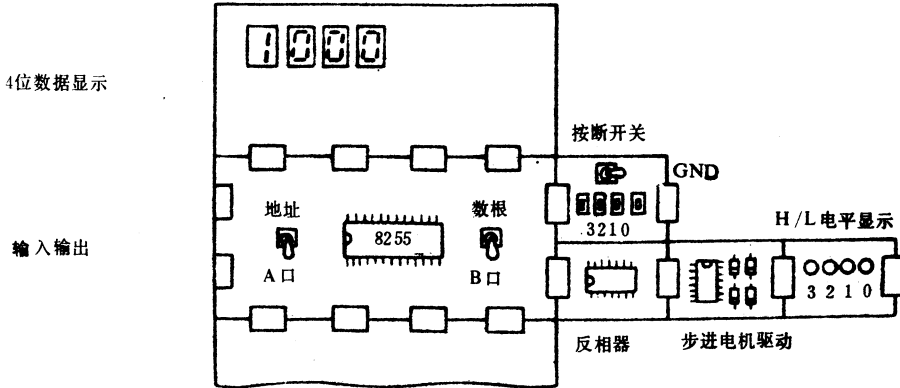 1000
4位数据显示
按断开关
GND
地址
数根
8255
3210
H/L电平显示
输入输出
A口
B口
3210
反相器
步进电机驱动